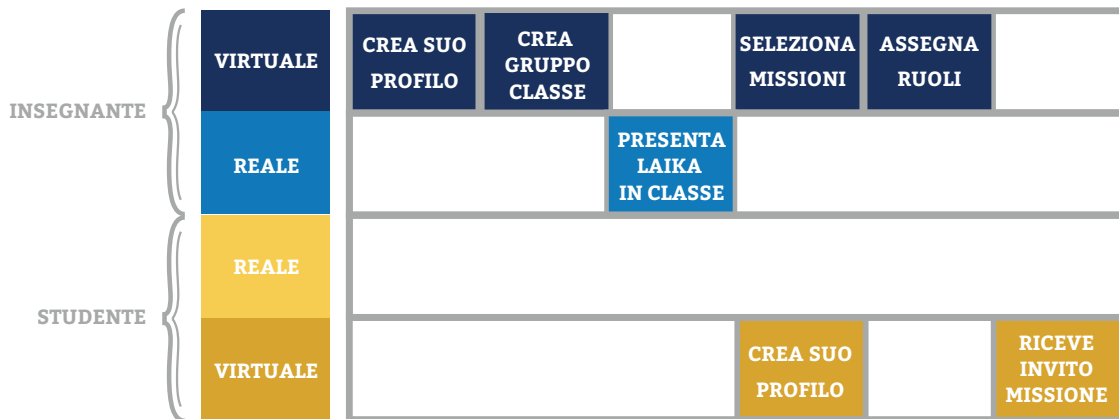 INSEGNANTE
VIRTUALE
CREA SUO
PROFILO
CREA
GRUPPO
CLASSE
SELEZIONA
MISSIONI
ASSEGNA
RUOLI
REALE
PRESENTA
LAIKA
IN CLASSE
STUDENTE
REALE
VIRTUALE
CREA SUO
PROFILO
RICEVE
INVITO
MISSIONE